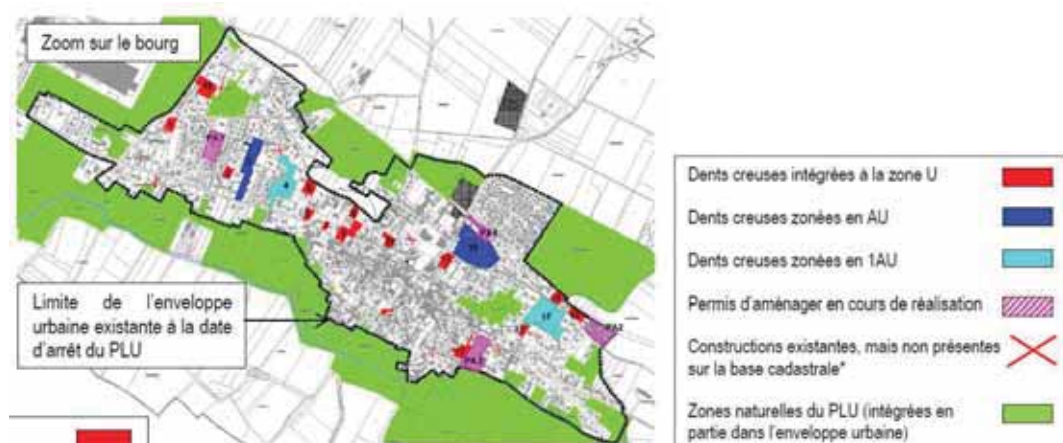 Zoom sur le bourg
Limite de l'enveloppe
urbaine existante à la date
d'arrêt du PLU
Dents creuses intégrées à la zone U
Dents creuses zonées en AU
Dents creuses zonées en 1AU
Permis d'aménager en cours de réalisation
Constructions existantes, mais non présentes
sur la base cadastrale*
Zones naturelles du PLU (intégrées en
partie dans l'enveloppe urbaine)